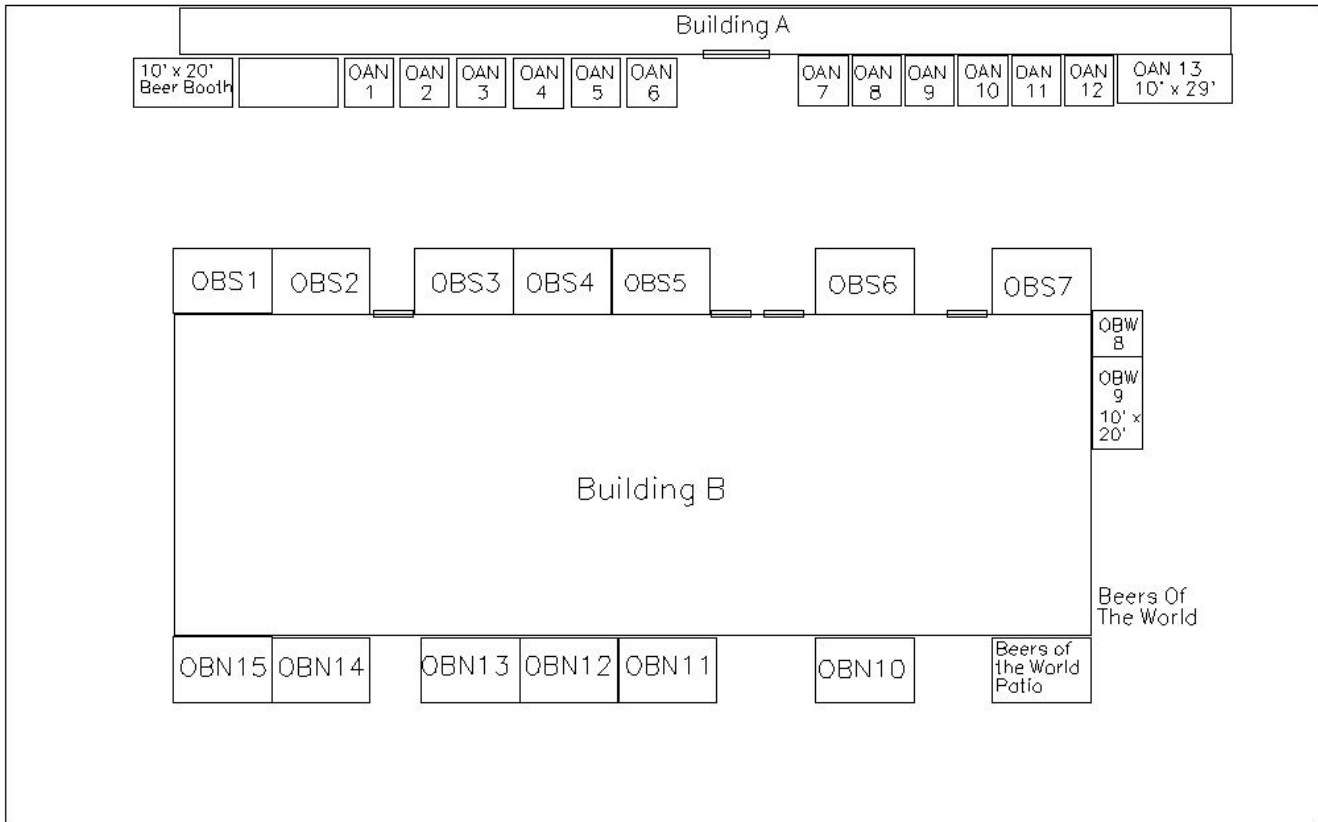 Building A
10' x 20'
Beer Booth
OAN
1
OAN
2
OAN
3
OAN
4
OAN
5
OAN
6
OAN
7
OAN
8
OAN
9
OAN
10
OAN
11
OAN
12
OAN 13
10' x 29'
OBS1
OBS2
OBS3
OBS4
OBS5
OBS6
OBS7
OBW
8
OBW
9
10' x
20'
Building B
Beers Of
The World
OBN15
OBN14
OBN13
OBN12
OBN11
OBN10
Beers of
the World
Patio